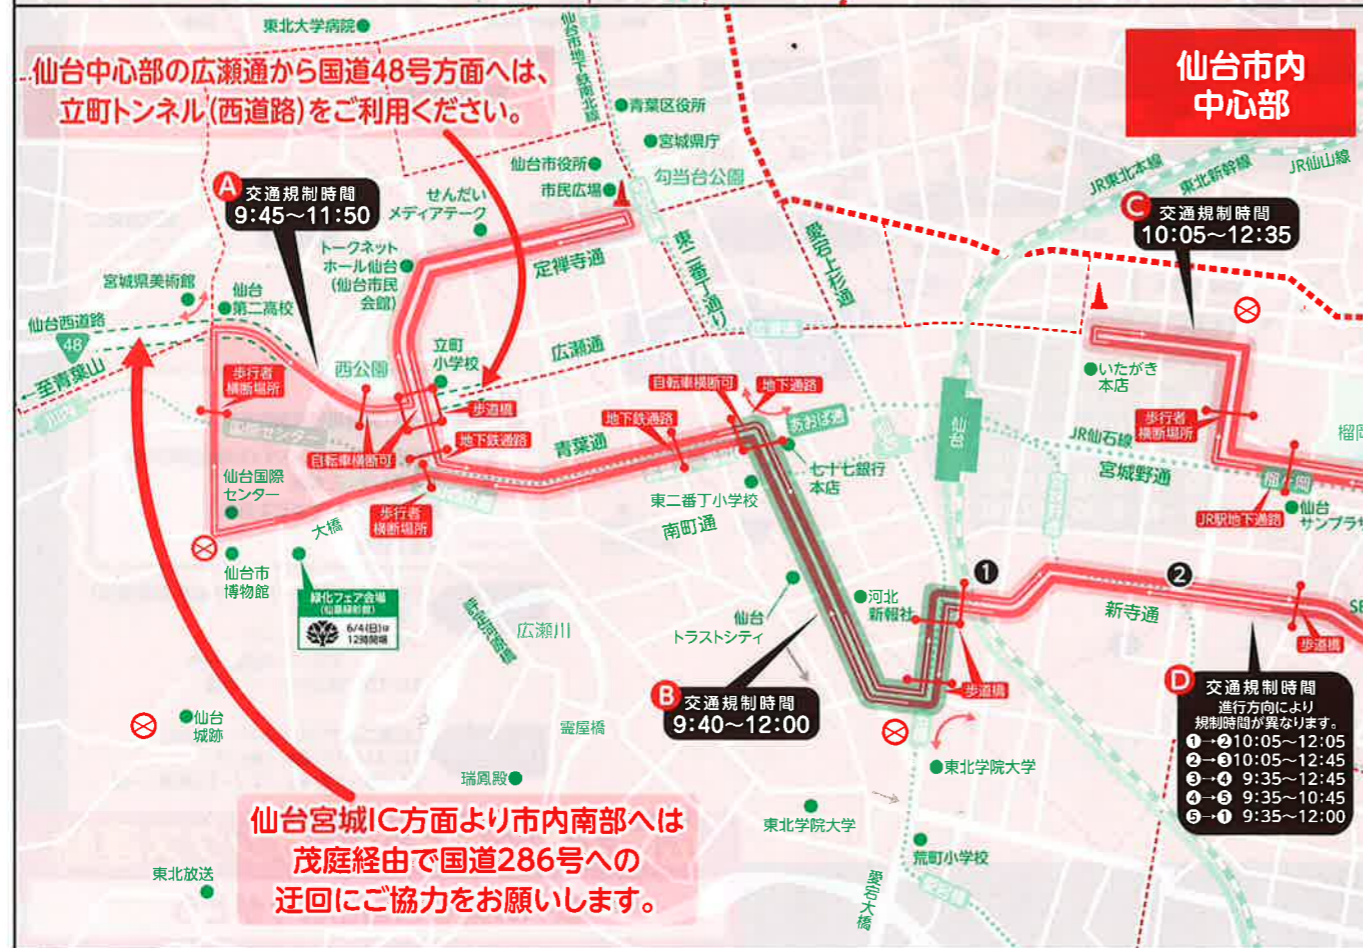 東北大学病院
仙台市地下鉄南北線
仙台中心部の広瀬通から国道48号方面へは、
立町トンネル(西道路)をご利用ください。
仙台市内
中心部
青葉区役所
宮城県庁
仙台市役所
市民広場
勾当台公園
JR東北本線
東北新幹線
JR仙山線
A
交通規制時間
9:45～11:50
せんだい
メディアテーク
C
交通規制時間
10:05～12:35
トークネット
ホール仙台
(仙台市民
会館)
定禅寺通
東二番丁通り
愛宕上杉通
宮城県美術館
仙台
第二高校
仙台西道路
48
←至青葉山
川内
西公園
立町
小学校
広瀬通
広瀬通
歩行者
横断場所
歩道橋
自転車横断可
地下通路
いたがき
本店
国際センター
自転車横断可
地下鉄通路
青葉通
地下鉄通路
あおば通
仙台
JR仙石線
歩行者
横断場所
宮城野通
榴岡
榴ヶ岡
仙台国際
センター
大橋
歩行者
横断場所
東二番丁小学校
南町通
七十七銀行
本店
JR駅地下通路
仙台
サンプラザ
仙台市
博物館
緑化フェア会場
(仙臺緑彩館)
6/4(日)は
12時開場
広瀬川
仙台
トラストシティ
河北
新報社
1
2
新寺通
歩道橋
歩道橋
B
交通規制時間
9:40～12:00
D
交通規制時間
進行方向により
規制時間が異なります。
❶→❷10:05～12:05
❷→❸10:05～12:45
❸→❹ 9:35～12:45
❹→❺ 9:35～10:45
❺→❶ 9:35～12:00
仙台
城跡
霊屋橋
瑞鳳殿
東北学院大学
東北学院大学
荒町小学校
愛宕大橋
愛宕橋
仙台宮城IC方面より市内南部へは
茂庭経由で国道286号への
迂回にご協力をお願いします。
東北放送